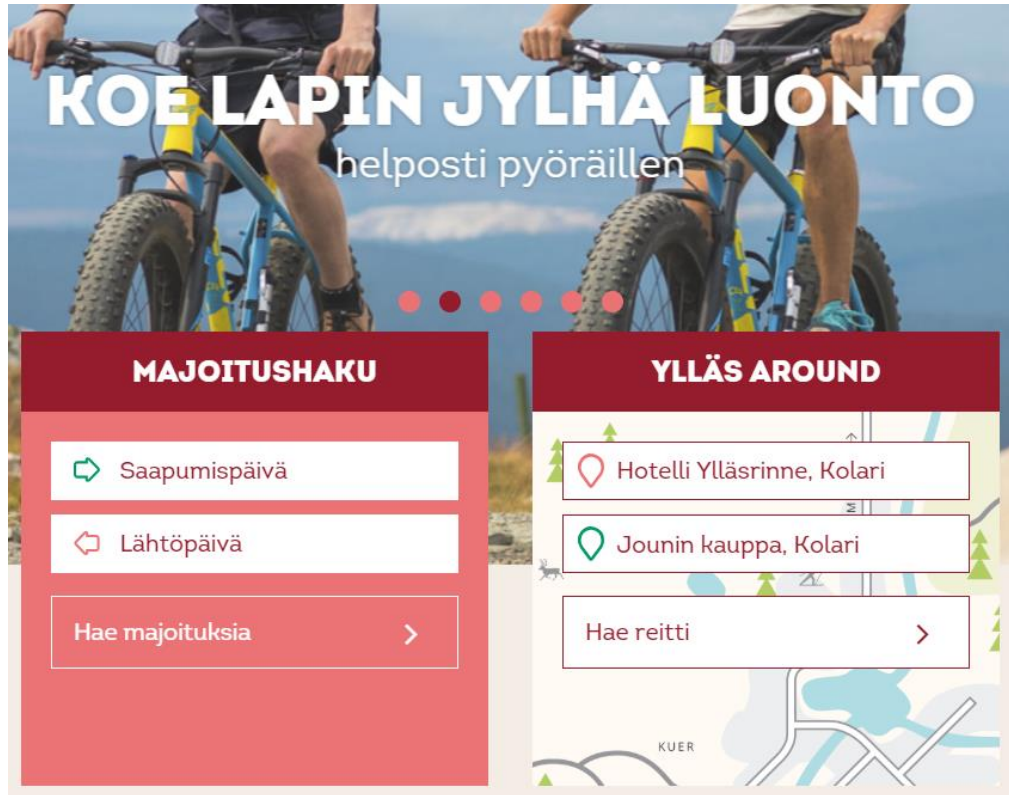 KOE LAPIN JYLHÄ LUONTO
helposti pyöräillen
MAJOITUSHAKU
Saapumispäivä
Lähtöpäivä
Hae majoituksia
YLLÄS AROUND
Hotelli Ylläsrinne, Kolari
M
Jounin kauppa, Kolari
Hae reitti
KUER